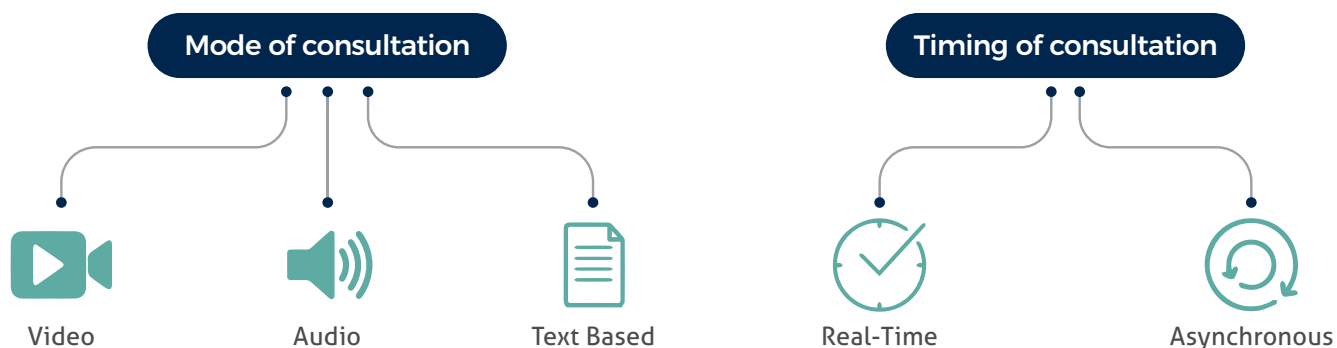 Mode of consultation
Timing of consultation
Video
Audio
Text Based
Real-Time
Asynchronous